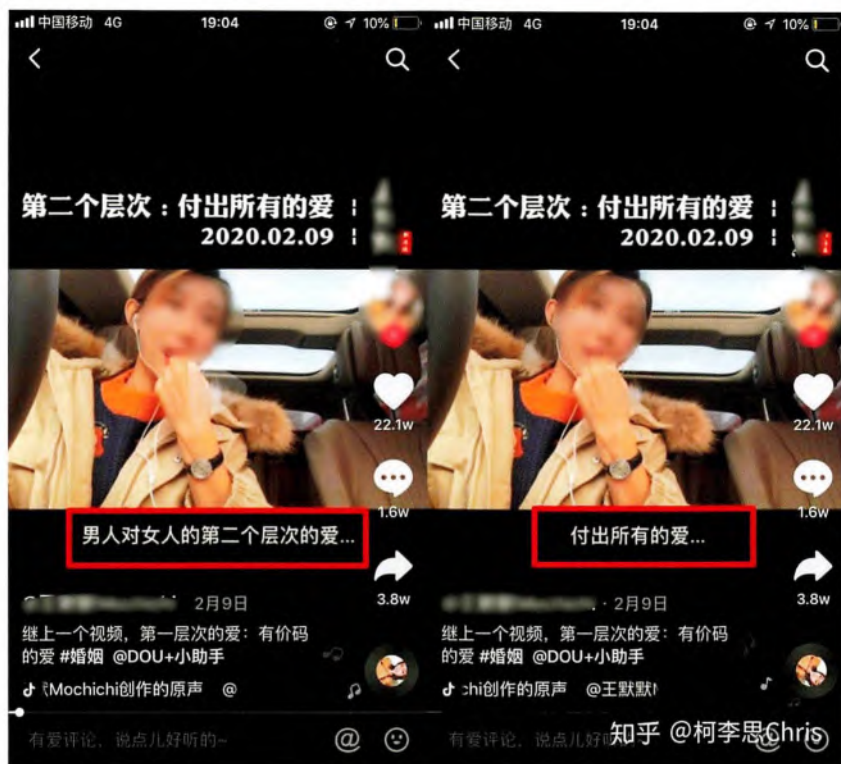 中国移动 4G 19:04 10%
第二个层次：付出所有的爱
2020.02.09
22.1w
1.6w
男人对女人的第二个层次的爱...
3.8w
2月9日
继上一个视频，第一层次的爱：有价码
的爱 #婚姻 @DOU+小助手
Mochichi创作的原声 @
有爱评论，说点儿好听的~
中国移动 4G 19:04 10%
第二个层次：付出所有的爱
2020.02.09
22.1w
1.6w
付出所有的爱...
3.8w
· 2月9日
继上一个视频，第一层次的爱：有价码
的爱 #婚姻 @DOU+小助手
chi创作的原声 @王默默
有爱评论，说点儿好听的~
知乎 @柯李思Chris